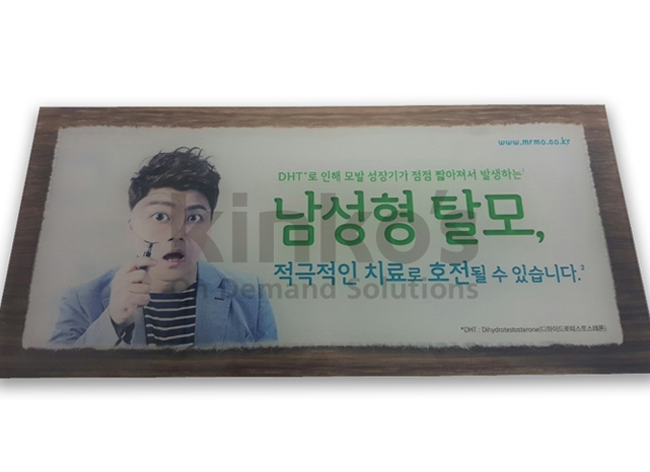 www.mrmo.co.kr
DHT*로 인해 모발 성장기가 점점 짧아져서 발생하는¹
남성형 탈모,
적극적인 치료로 호전될 수 있습니다.²
*DHT : Dihydrotestosterone(디하이드로테스토스테론)
kinko's
On Demand Solutions